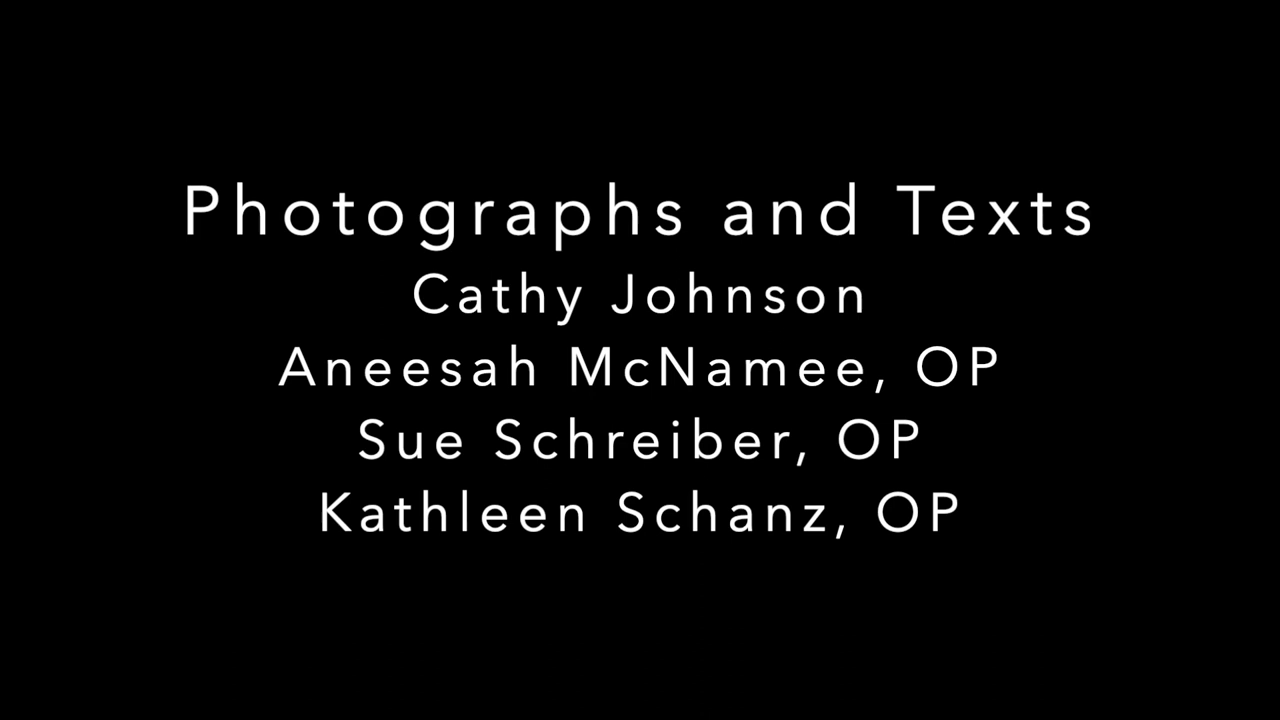 Photographs and Texts
Cathy Johnson
Aneesah McNamee, OP
Sue Schreiber, OP
Kathleen Schanz, OP